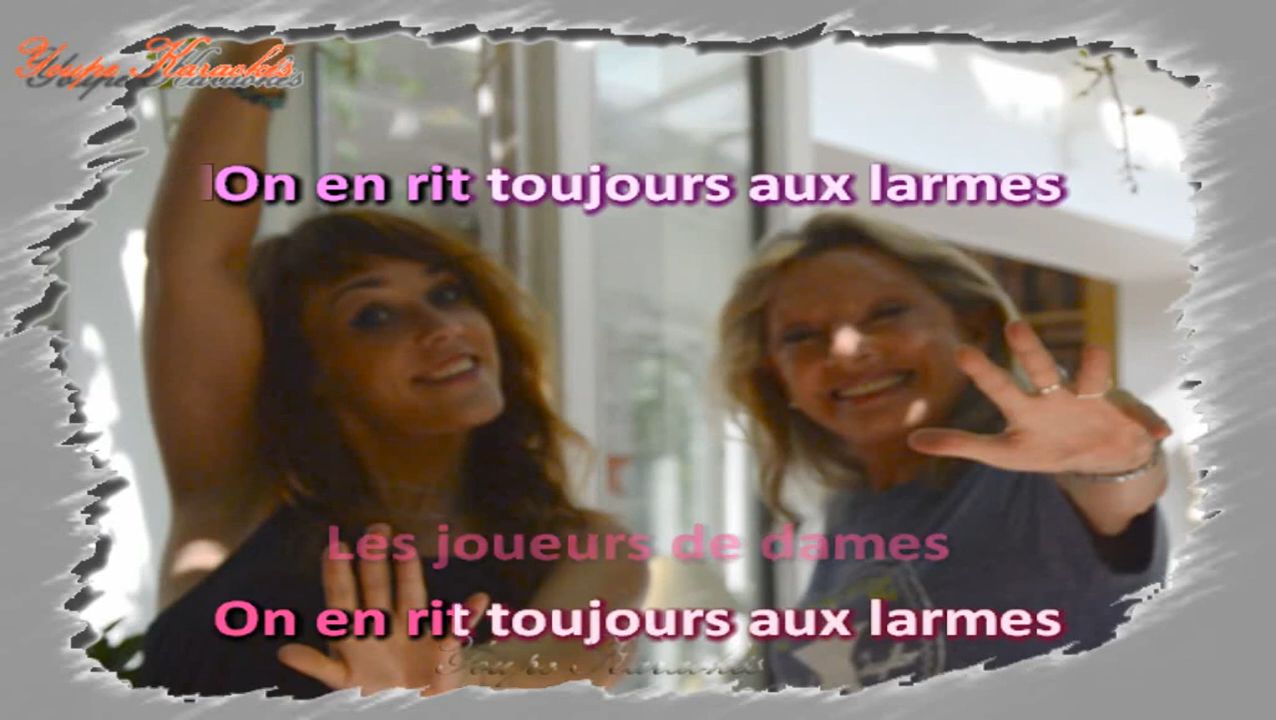 Youpa Karaokés
On en rit toujours aux larmes
Les joueurs de dames
On en rit toujours aux larmes